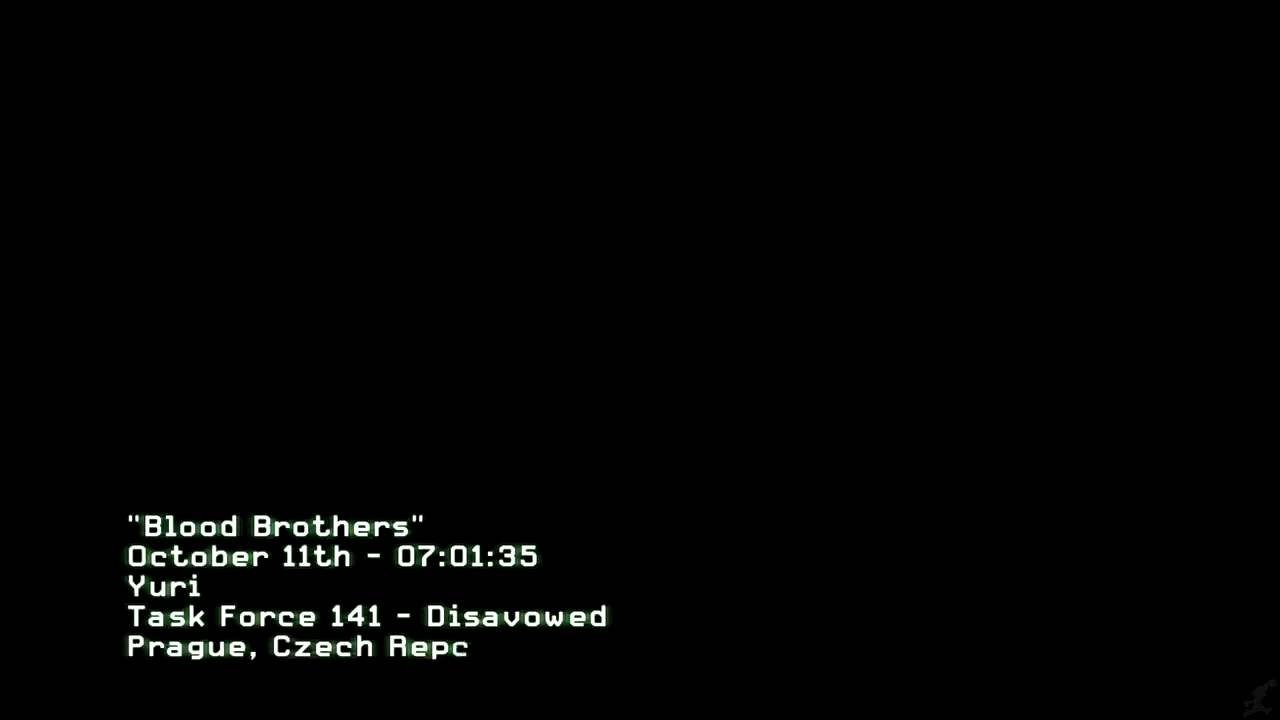 "Blood Brothers"
October 11th - 07:01:35
Yuri
Task Force 141 - Disavowed
Prague, Czech Repc